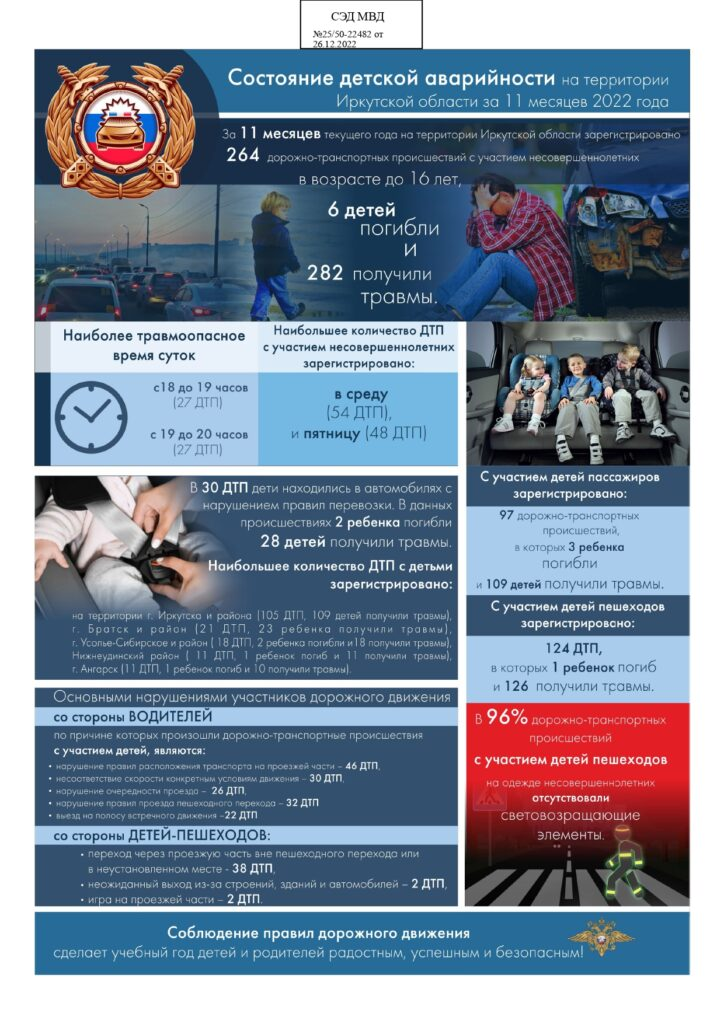 СЭД МВД
№25/50-22482 от
26.12.2022
Состояние детской аварийности на территории
Иркутской области за 11 месяцев 2022 года
За 11 месяцев текущего года на территории Иркутской области зарегистрировано
264 дорожно-транспортных происшествий с участием несовершеннолетних
в возрасте до 16 лет,
6 детей
погибли
и
282 получили
травмы.
Наиболее травмоопасное
время суток
с18 до 19 часов
(27 ДТП)
с 19 до 20 часов
(27 ДТП)
Наибольшее количество ДТП
с участием несовершеннолетних
зарегистрировано:
в среду
(54 ДТП),
и пятницу (48 ДТП)
В 30 ДТП дети находились в автомобилях с
нарушением правил перевозки. В данных
происшествиях 2 ребенка погибли
28 детей получили травмы.
Наибольшее количество ДТП с детьми
зарегистрировано:
на территории г. Иркутска и района (105 ДТП, 109 детей получили травмы),
г. Братск и район (21 ДТП, 23 ребенка получили травмы),
г. Усолье-Сибирское и район ( 18 ДТП, 2 ребенка погибли и18 получили травмы),
Нижнеудинский район ( 11 ДТП, 1 ребенок погиб и 11 получили травмы),
г. Ангарск (11 ДТП, 1 ребенок погиб и 10 получили травмы).
С участием детей пассажиров
зарегистрировано:
97 дорожно-транспортных
происшествий,
в которых 3 ребенка
погибли
и 109 детей получили травмы.
С участием детей пешеходов
зарегистрировано:
124 ДТП,
в которых 1 ребенок погиб
и 126 получили травмы.
Основными нарушениями участников дорожного движения
со стороны ВОДИТЕЛЕЙ
по причине которых произошли дорожно-транспортные происшествия
с участием детей, являются:
• нарушение правил расположения транспорта на проезжей части – 46 ДТП,
• несоответствие скорости конкретным условиям движения – 30 ДТП,
• нарушение очередности проезда – 26 ДТП,
• нарушение правил проезда пешеходного перехода – 32 ДТП
• выезд на полосу встречного движения –22 ДТП
со стороны ДЕТЕЙ-ПЕШЕХОДОВ:
• переход через проезжую часть вне пешеходного перехода или
в неустановленном месте - 38 ДТП,
• неожиданный выход из-за строений, зданий и автомобилей – 2 ДТП,
• игра на проезжей части – 2 ДТП.
В 96% дорожно-транспортных
происшествий
с участием детей пешеходов
на одежде несовершеннолетних
отсутствовали
световозращающие
элементы.
Соблюдение правил дорожного движения
сделает учебный год детей и родителей радостным, успешным и безопасным!